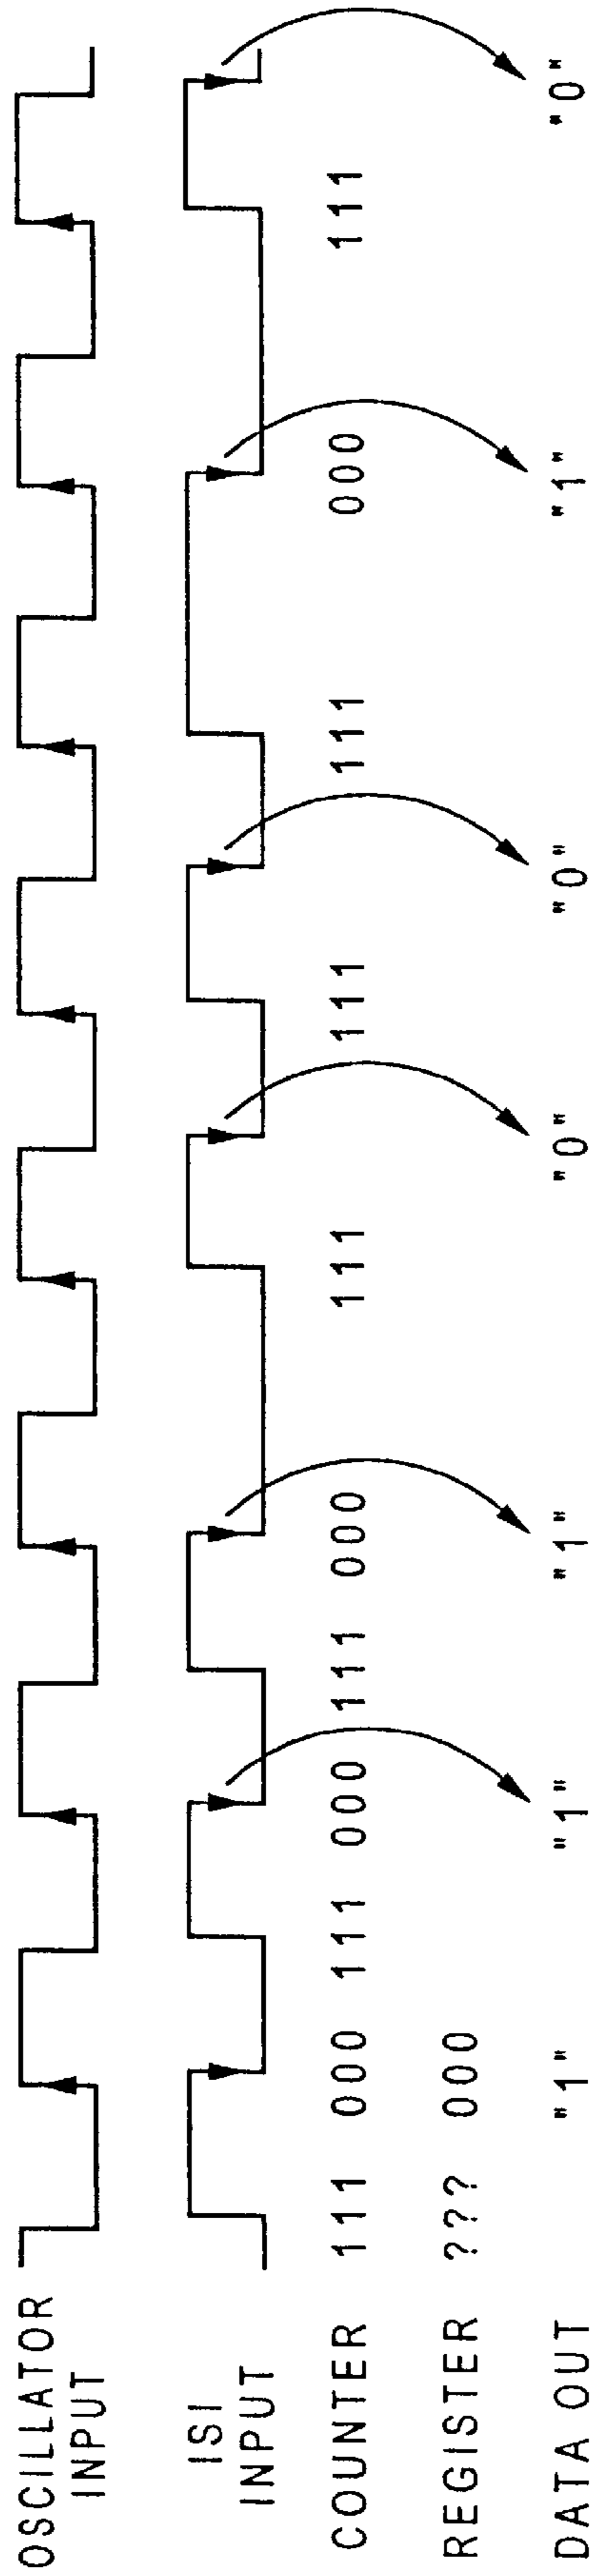 OSCILLATOR
INPUT
ISI
INPUT
COUNTER 111 000 111 000 111 000 111 111 111 000 111
REGISTER ??? 000
DATA OUT "1" "1" "1" "0" "0" "1" "0"